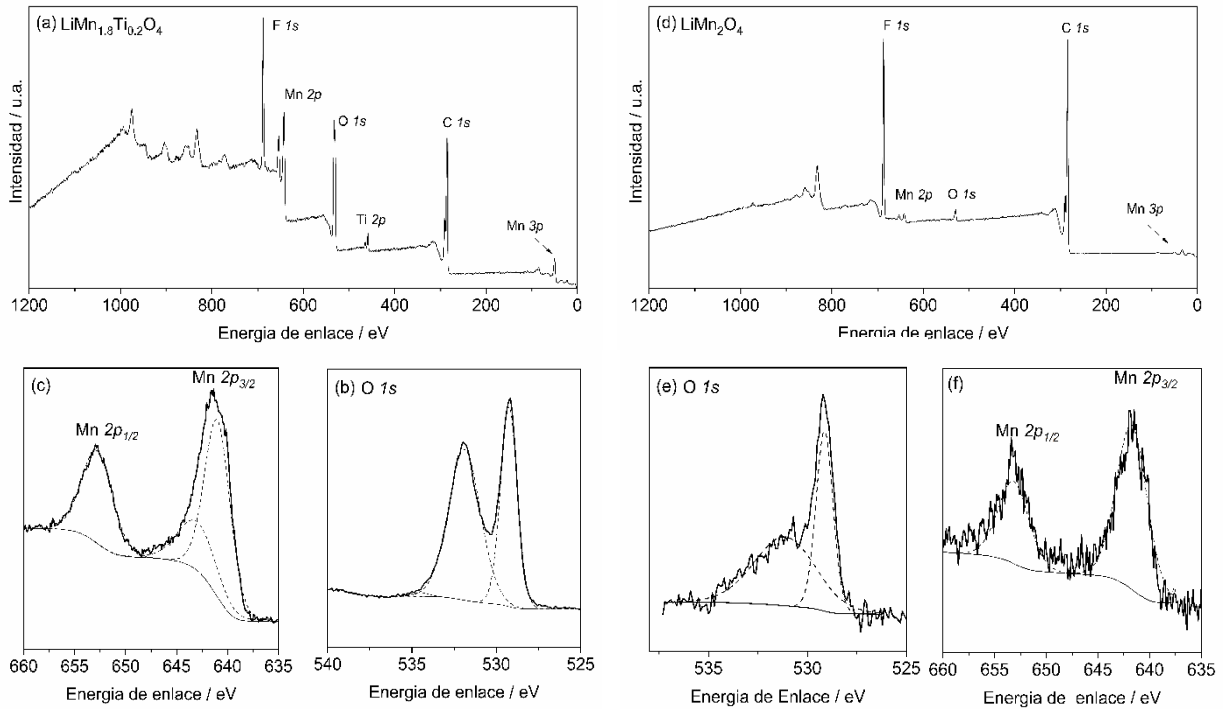 (a) LiMn1.8Ti0.2O4
F 1s
Mn 2p
O 1s
C 1s
Ti 2p
Mn 3p
Intensidad / u.a.
1200 1000 800 600 400 200 0
Energia de enlace / eV
(d) LiMn2O4
F 1s
C 1s
Mn 2p
O 1s
Mn 3p
Intensidad / u.a.
1200 1000 800 600 400 200 0
Energia de enlace / eV
(c)
Mn 2p3/2
Mn 2p1/2
660 655 650 645 640 635
Energia de enlace / eV
(b) O 1s
540 535 530 525
Energia de enlace / eV
(e) O 1s
535 530 525
Energia de Enlace / eV
(f)
Mn 2p3/2
Mn 2p1/2
660 655 650 645 640 635
Energia de enlace / eV